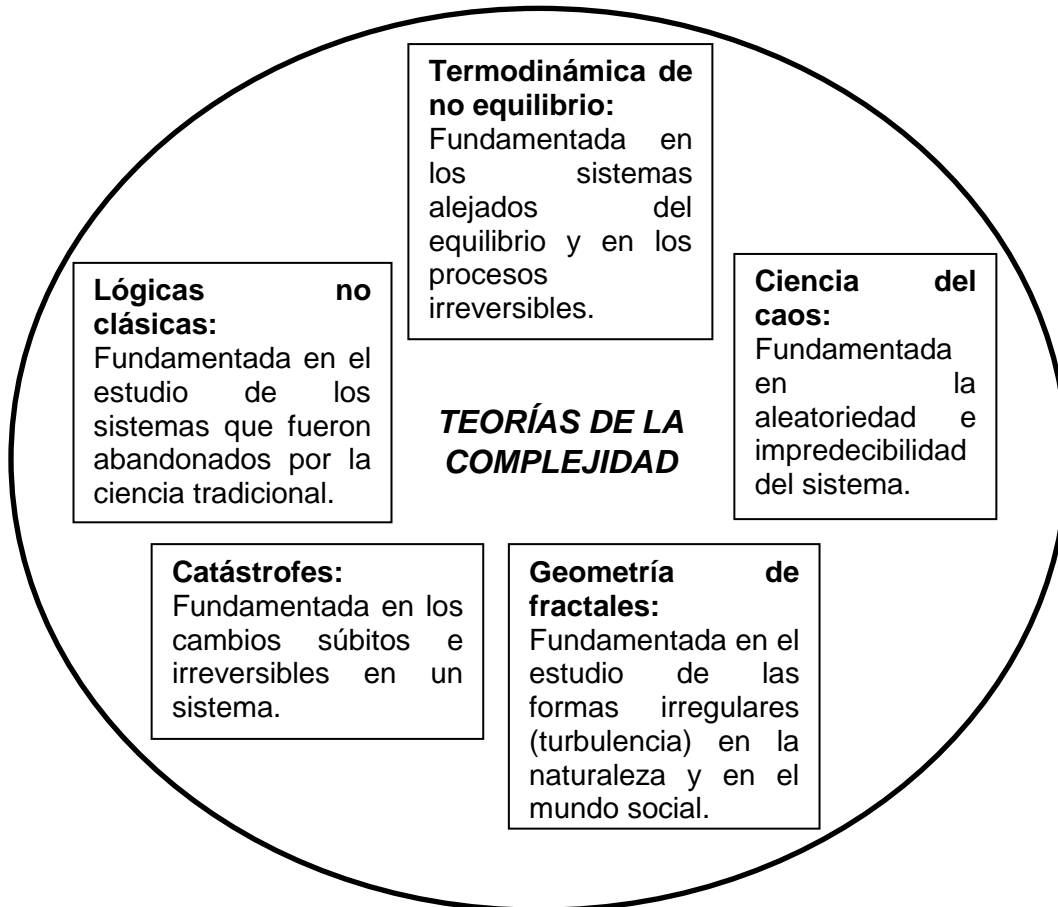 Termodinámica de
no equilibrio:
Fundamentada en
los sistemas
alejados del
equilibrio y en los
procesos
irreversibles.
Lógicas no
clásicas:
Fundamentada en el
estudio de los
sistemas que fueron
abandonados por la
ciencia tradicional.
Ciencia del
caos:
Fundamentada
en la
aleatoriedad e
impredecibilidad
del sistema.
TEORÍAS DE LA
COMPLEJIDAD
Catástrofes:
Fundamentada en los
cambios súbitos e
irreversibles en un
sistema.
Geometría de
fractales:
Fundamentada en el
estudio de las
formas irregulares
(turbulencia) en la
naturaleza y en el
mundo social.